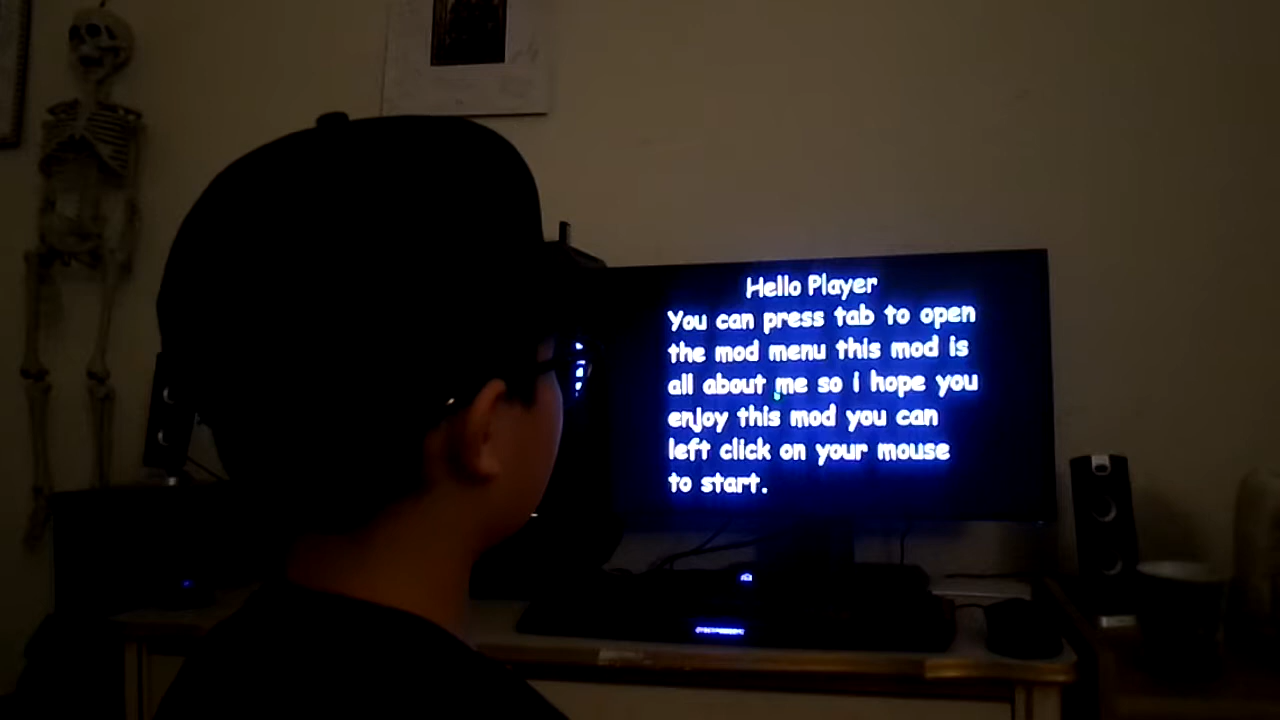 Hello Player
You can press tab to open
the mod menu this mod is
all about me so i hope you
enjoy this mod you can
left click on your mouse
to start.